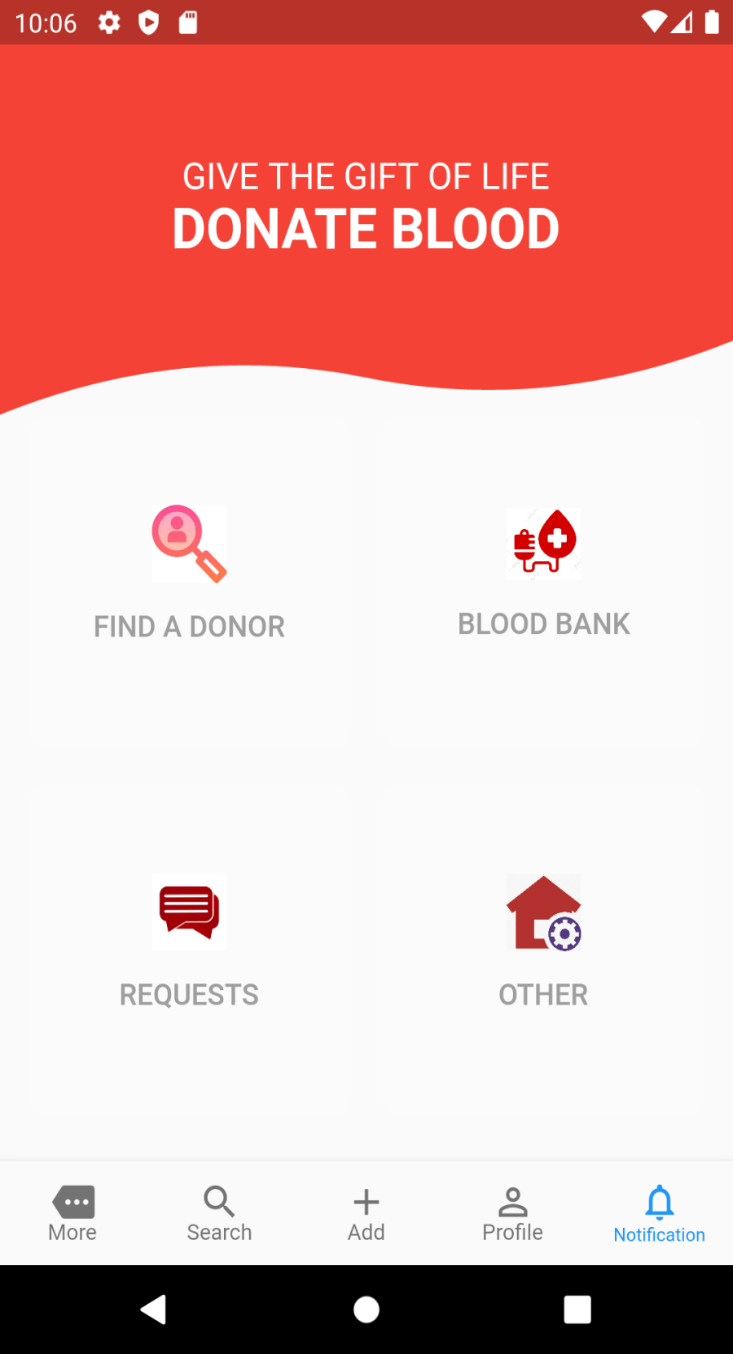 10:06
GIVE THE GIFT OF LIFE
DONATE BLOOD
FIND A DONOR
BLOOD BANK
REQUESTS
OTHER
More
Search
Add
Profile
Notification